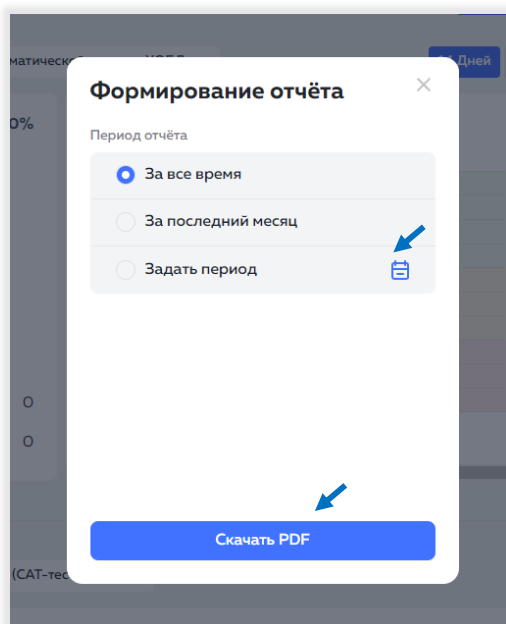 Дней
Формирование отчёта
0%
Период отчёта
За все время
За последний месяц
Задать период
0
0
Скачать PDF
(CAT-тес